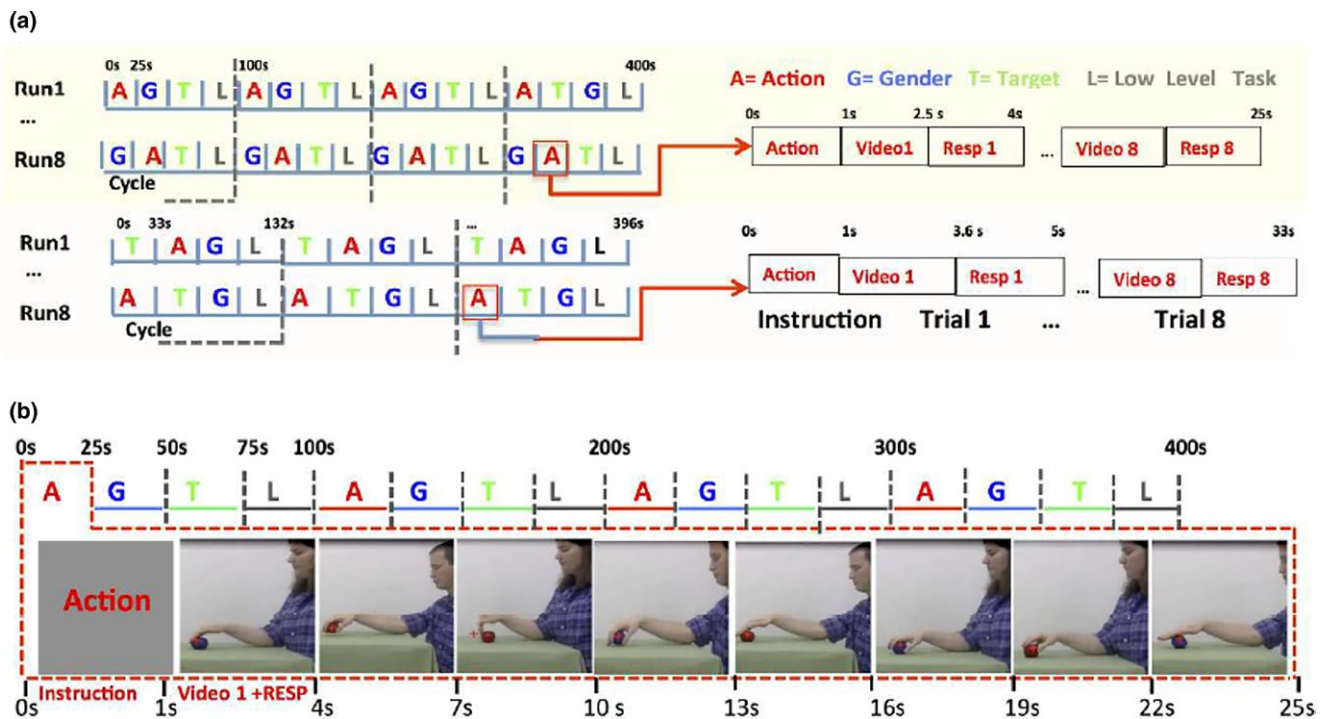 (a)
0s 25s 100s 400s
Run1 A G T L A G T L A G T L A T G L
...
Run8 G A T L G A T L G A T L G A T L
Cycle
A= Action G= Gender T= Target L= Low Level Task
0s 1s 2.5 s 4s 25s
Action Video1 Resp 1 ... Video 8 Resp 8
0s 33s 132s ... 396s
Run1 T A G L T A G L T A G L
...
Run8 A T G L A T G L A T G L
Cycle
0s 1s 3.6 s 5s 33s
Action Video 1 Resp 1 ... Video 8 Resp 8
Instruction Trial 1 ... Trial 8
(b)
0s 25s 50s 75s 100s 200s 300s 400s
A G T L A G T L A G T L A G T L
Action
Instruction Video 1 +RESP
0s 1s 4s 7s 10 s 13s 16s 19s 22s 25s